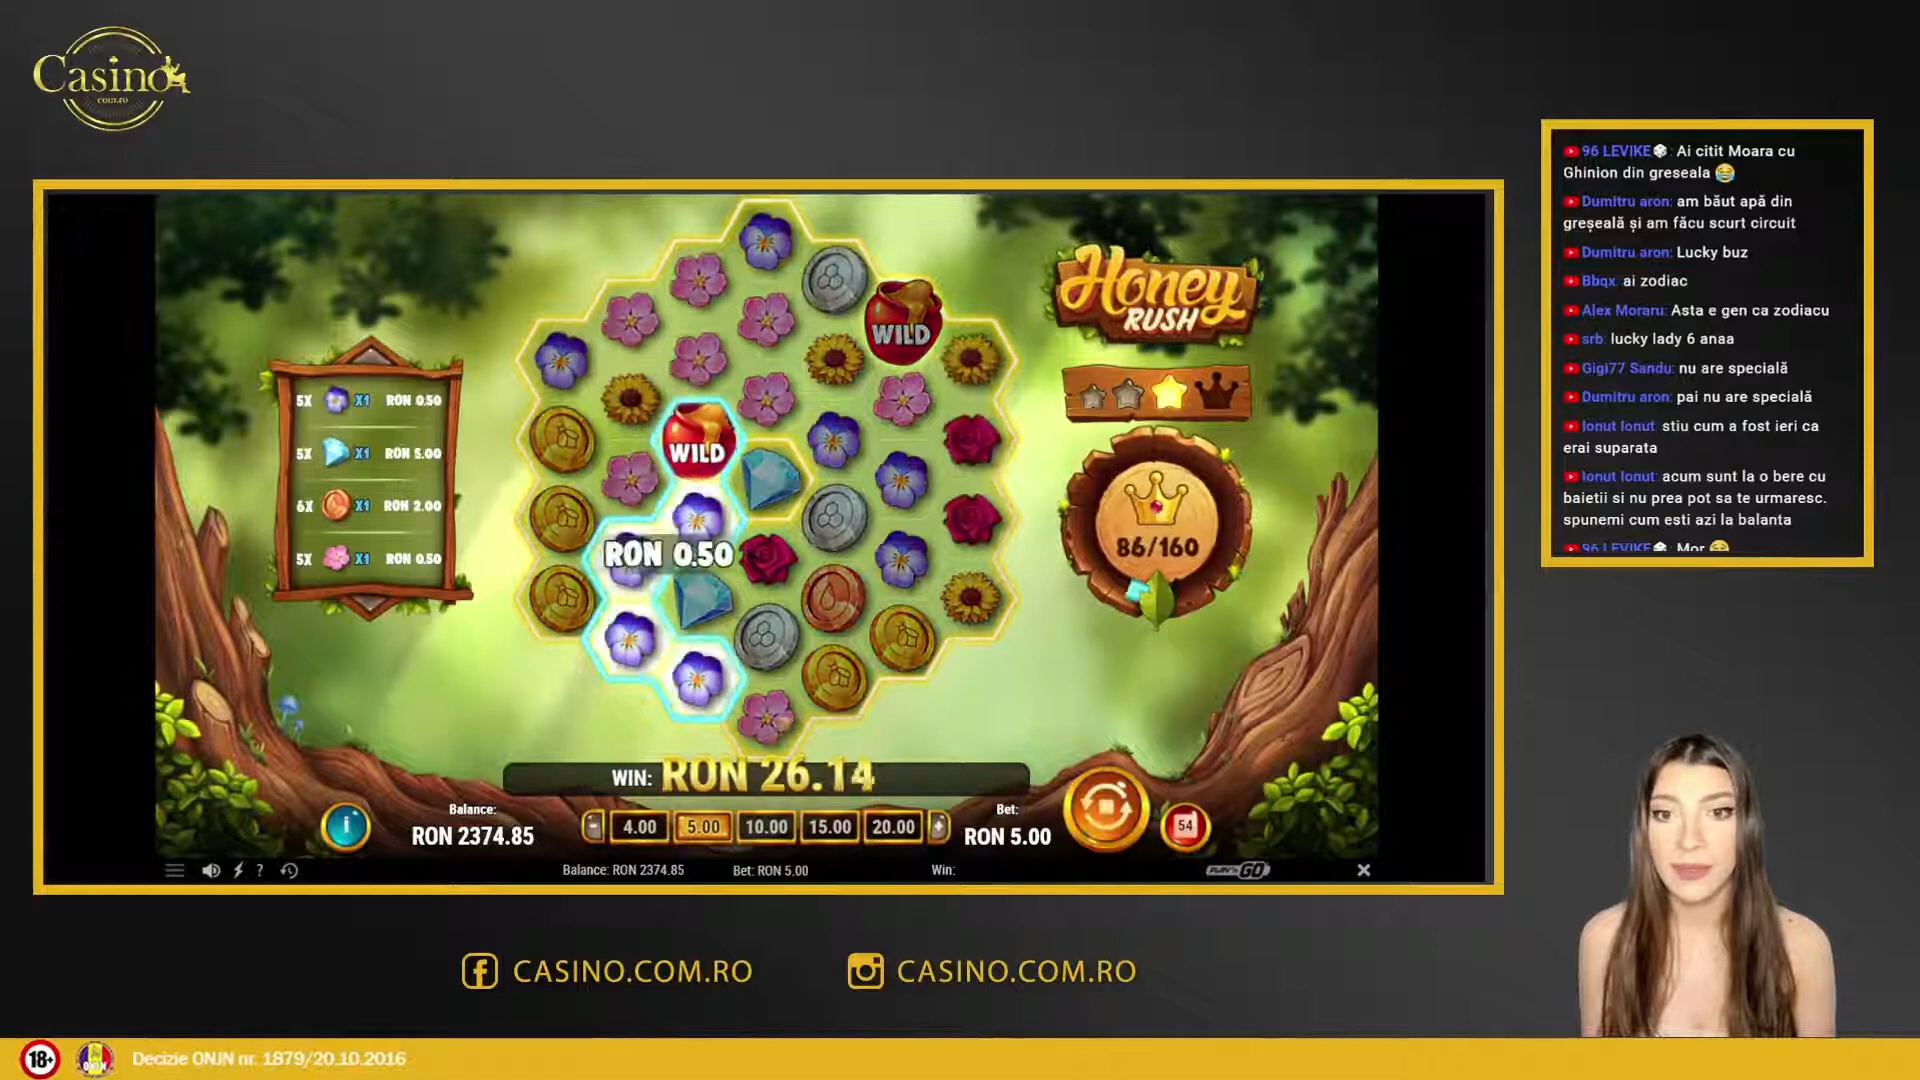 Casino
com.ro
96 LEVIKE: Ai citit Moara cu
Ghinion din greseala
Dumitru aron: am băut apă din
greșeală și am făcu scurt circuit
Dumitru aron: Lucky buz
Bbqx: ai zodiac
Alex Moraru: Asta e gen ca zodiacu
srb: lucky lady 6 anaa
Gigi77 Sandu: nu are specială
Dumitru aron: pai nu are specială
Ionut Ionut: stiu cum a fost ieri ca
erai suparata
Ionut Ionut: acum sunt la o bere cu
baietii si nu prea pot sa te urmaresc.
spunemi cum esti azi la balanta
96 LEVIKE: Mor
Honey
RUSH
WILD
WILD
5X X1 RON 0.50
5X X1 RON 5.00
6X X1 RON 2.00
5X X1 RON 0.50
RON 0.50
86/160
WIN: RON 26.14
Balance:
RON 2374.85
- 4.00 5.00 10.00 15.00 20.00 +
Bet:
RON 5.00
54
i
?
Balance: RON 2374.85 Bet: RON 5.00 Win:
PLAY'n GO
CASINO.COM.RO CASINO.COM.RO
18+ ONJN Decizie ONJN nr. 1879/20.10.2016